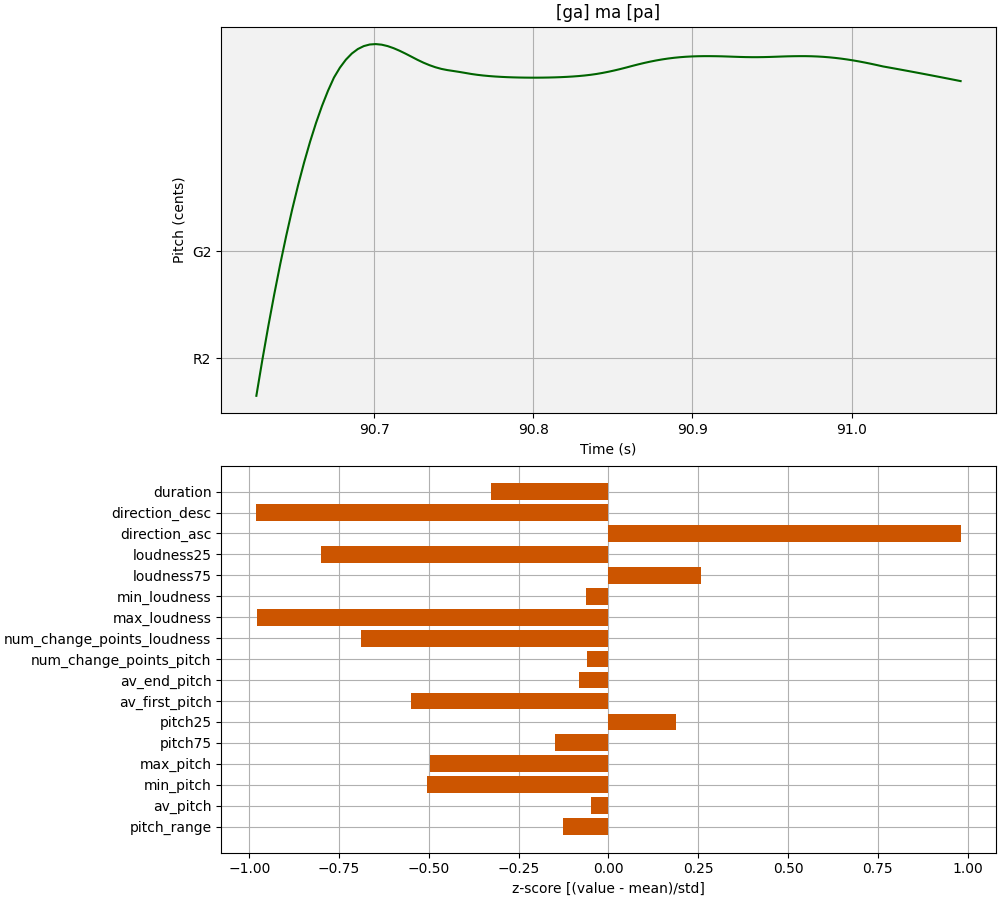 [ga] ma [pa]
Pitch (cents)
G2
R2
90.7 90.8 90.9 91.0
Time (s)
duration
direction_desc
direction_asc
loudness25
loudness75
min_loudness
max_loudness
num_change_points_loudness
num_change_points_pitch
av_end_pitch
av_first_pitch
pitch25
pitch75
max_pitch
min_pitch
av_pitch
pitch_range
−1.00 −0.75 −0.50 −0.25 0.00 0.25 0.50 0.75 1.00
z-score [(value - mean)/std]